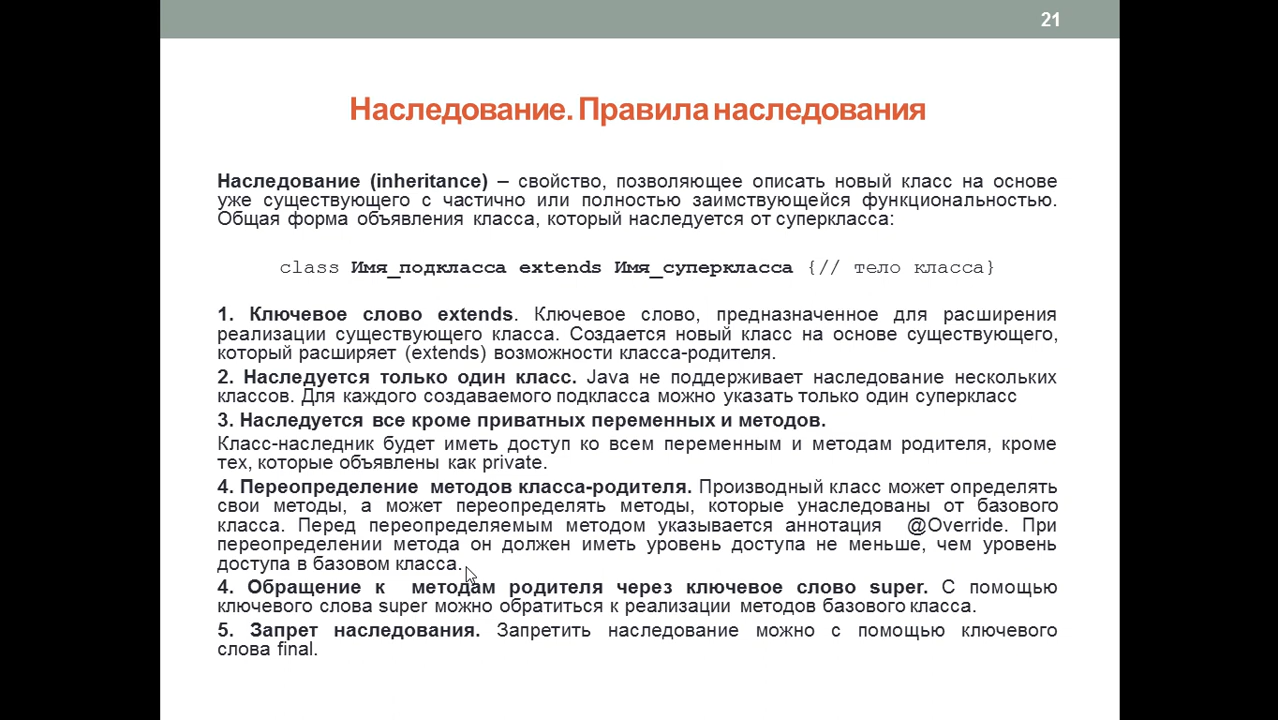 21
Наследование. Правила наследования
Наследование (inheritance) – свойство, позволяющее описать новый класс на основе
уже существующего с частично или полностью заимствующейся функциональностью.
Общая форма объявления класса, который наследуется от суперкласса:
class Имя_подкласса extends Имя_суперкласса {// тело класса}
1. Ключевое слово extends. Ключевое слово, предназначенное для расширения
реализации существующего класса. Создается новый класс на основе существующего,
который расширяет (extends) возможности класса-родителя.
2. Наследуется только один класс. Java не поддерживает наследование нескольких
классов. Для каждого создаваемого подкласса можно указать только один суперкласс
3. Наследуется все кроме приватных переменных и методов.
Класс-наследник будет иметь доступ ко всем переменным и методам родителя, кроме
тех, которые объявлены как private.
4. Переопределение методов класса-родителя. Производный класс может определять
свои методы, а может переопределять методы, которые унаследованы от базового
класса. Перед переопределяемым методом указывается аннотация @Override. При
переопределении метода он должен иметь уровень доступа не меньше, чем уровень
доступа в базовом класса.
4. Обращение к методам родителя через ключевое слово super. С помощью
ключевого слова super можно обратиться к реализации методов базового класса.
5. Запрет наследования. Запретить наследование можно с помощью ключевого
слова final.